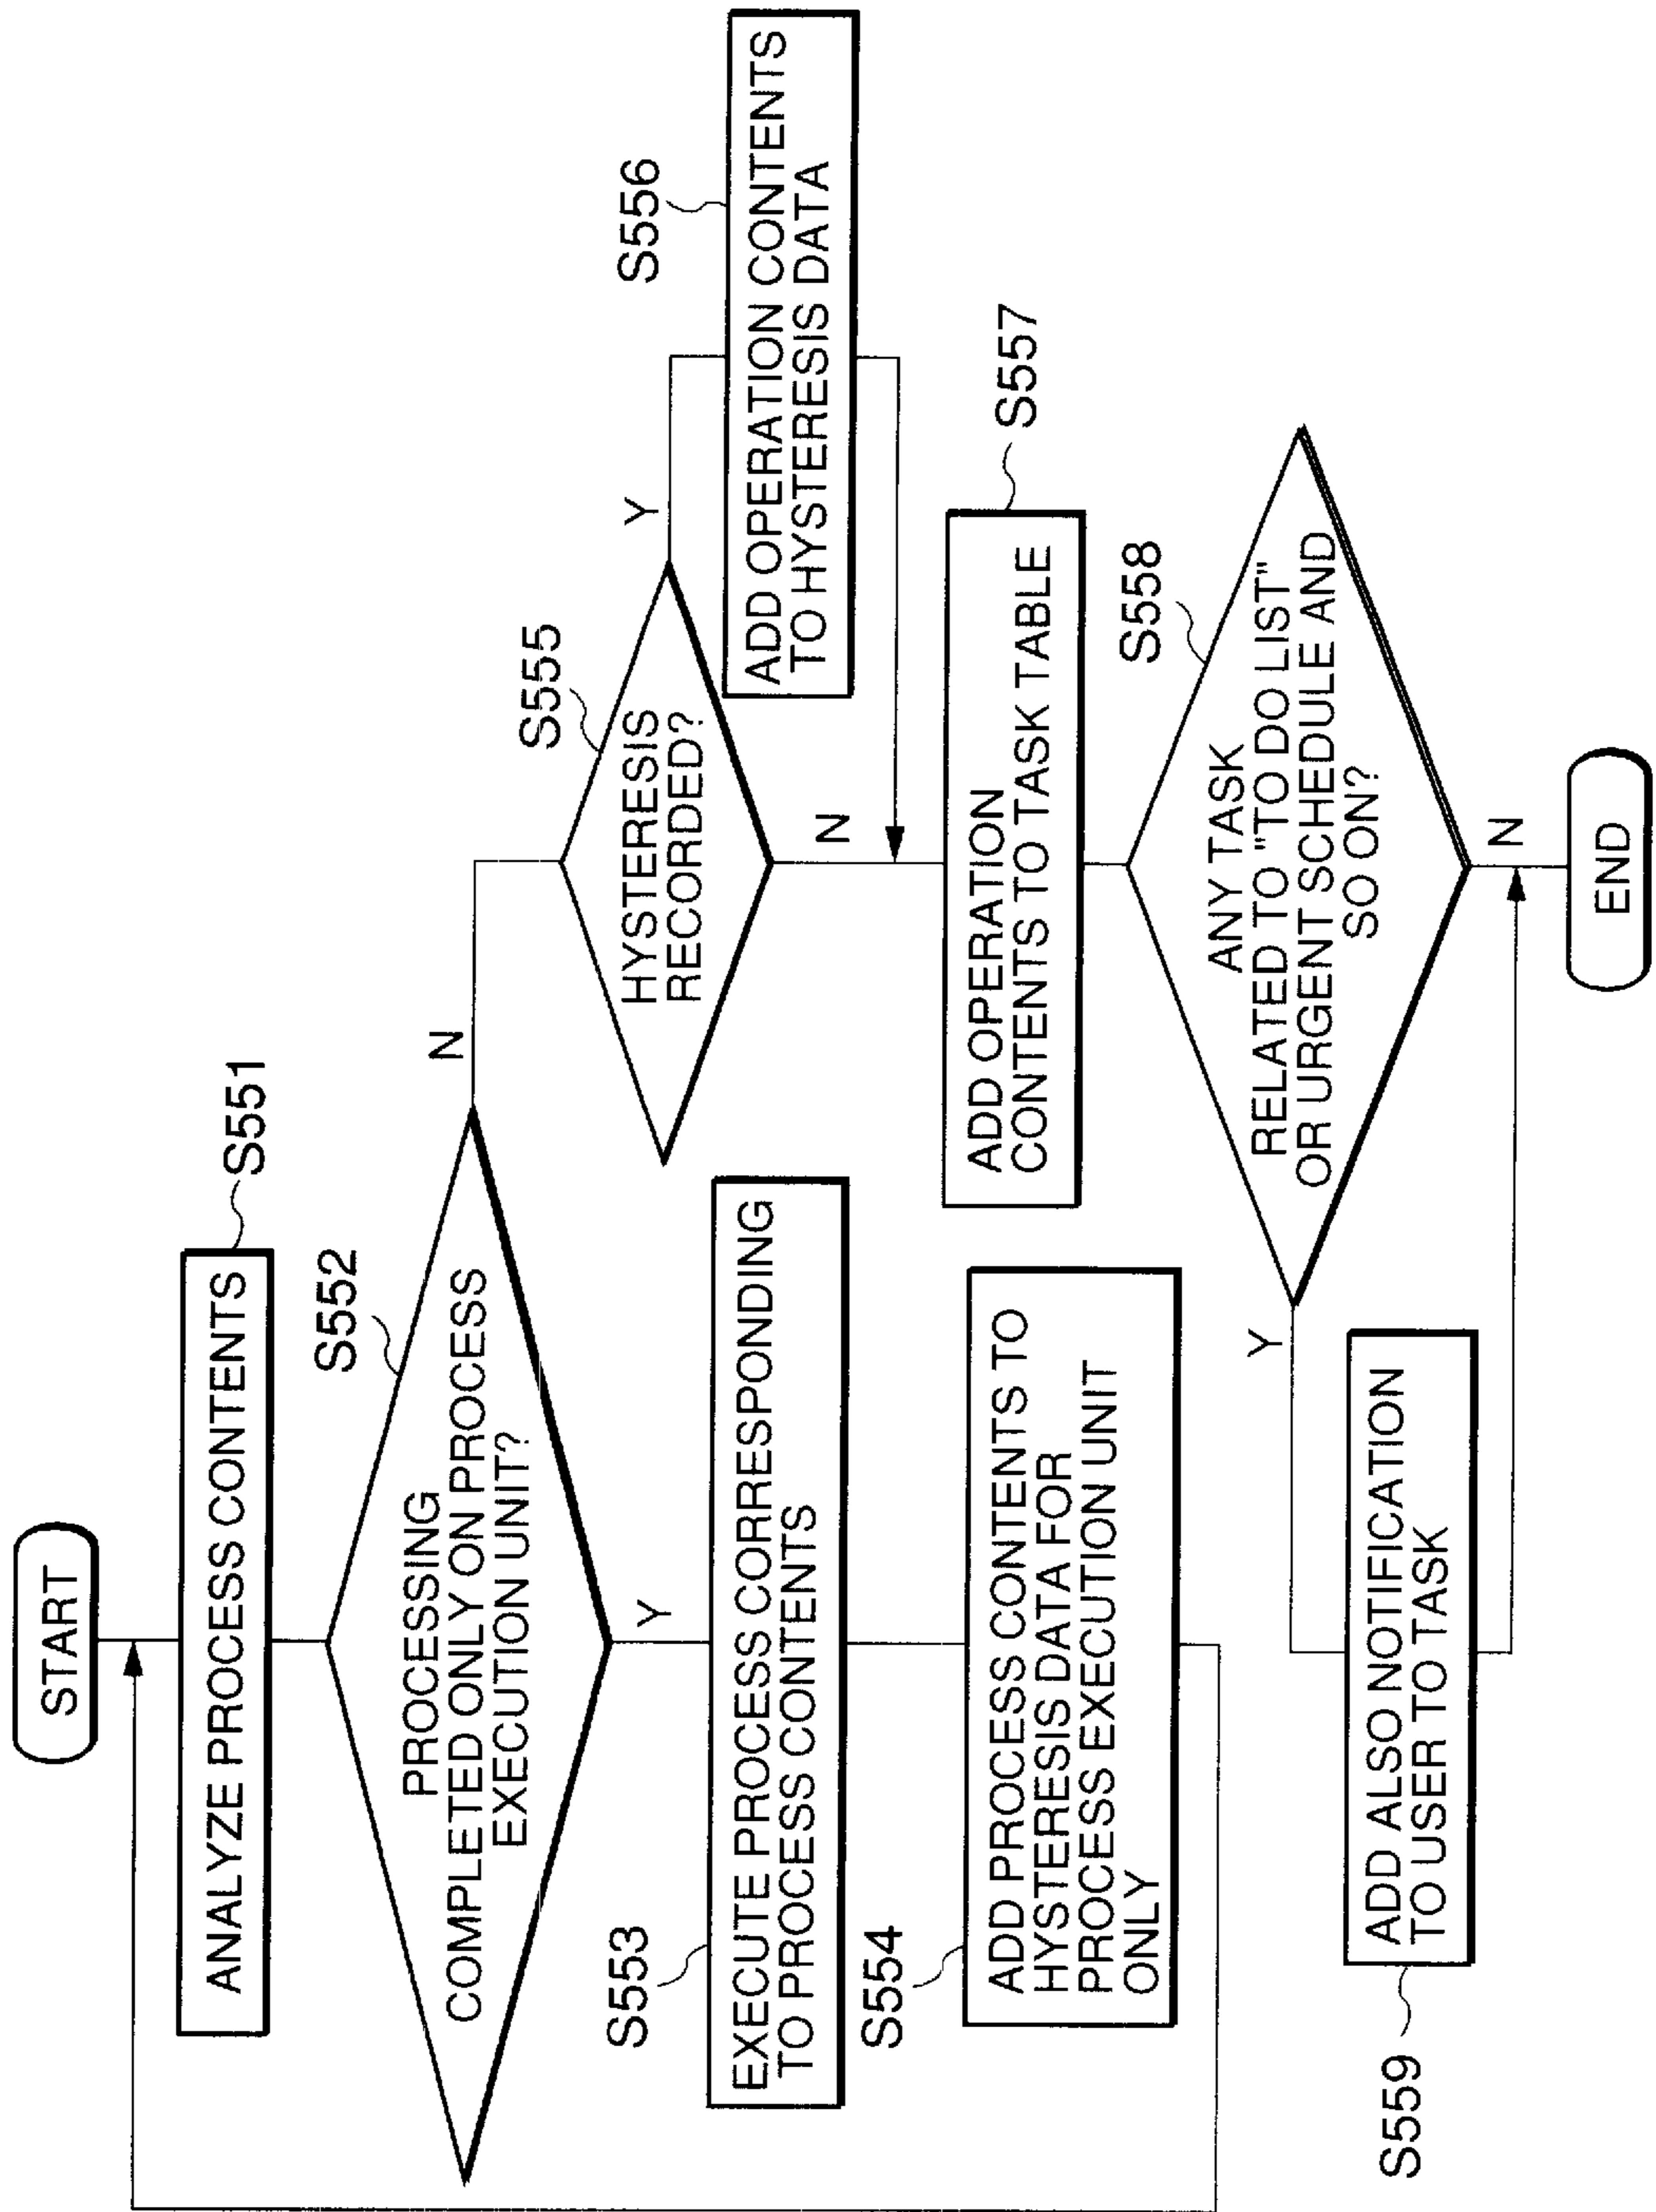 START
ANALYZE PROCESS CONTENTS
S551
PROCESSING
COMPLETED ONLY ON PROCESS
EXECUTION UNIT?
S552
N
Y
S553
EXECUTE PROCESS CORRESPONDING
TO PROCESS CONTENTS
S554
ADD PROCESS CONTENTS TO
HYSTERESIS DATA FOR
PROCESS EXECUTION UNIT
ONLY
S555
HYSTERESIS
RECORDED?
Y
N
S556
ADD OPERATION CONTENTS
TO HYSTERESIS DATA
S557
ADD OPERATION
CONTENTS TO TASK TABLE
S558
ANY TASK
RELATED TO "TO DO LIST"
OR URGENT SCHEDULE AND
SO ON?
Y
N
S559
ADD ALSO NOTIFICATION
TO USER TO TASK
END